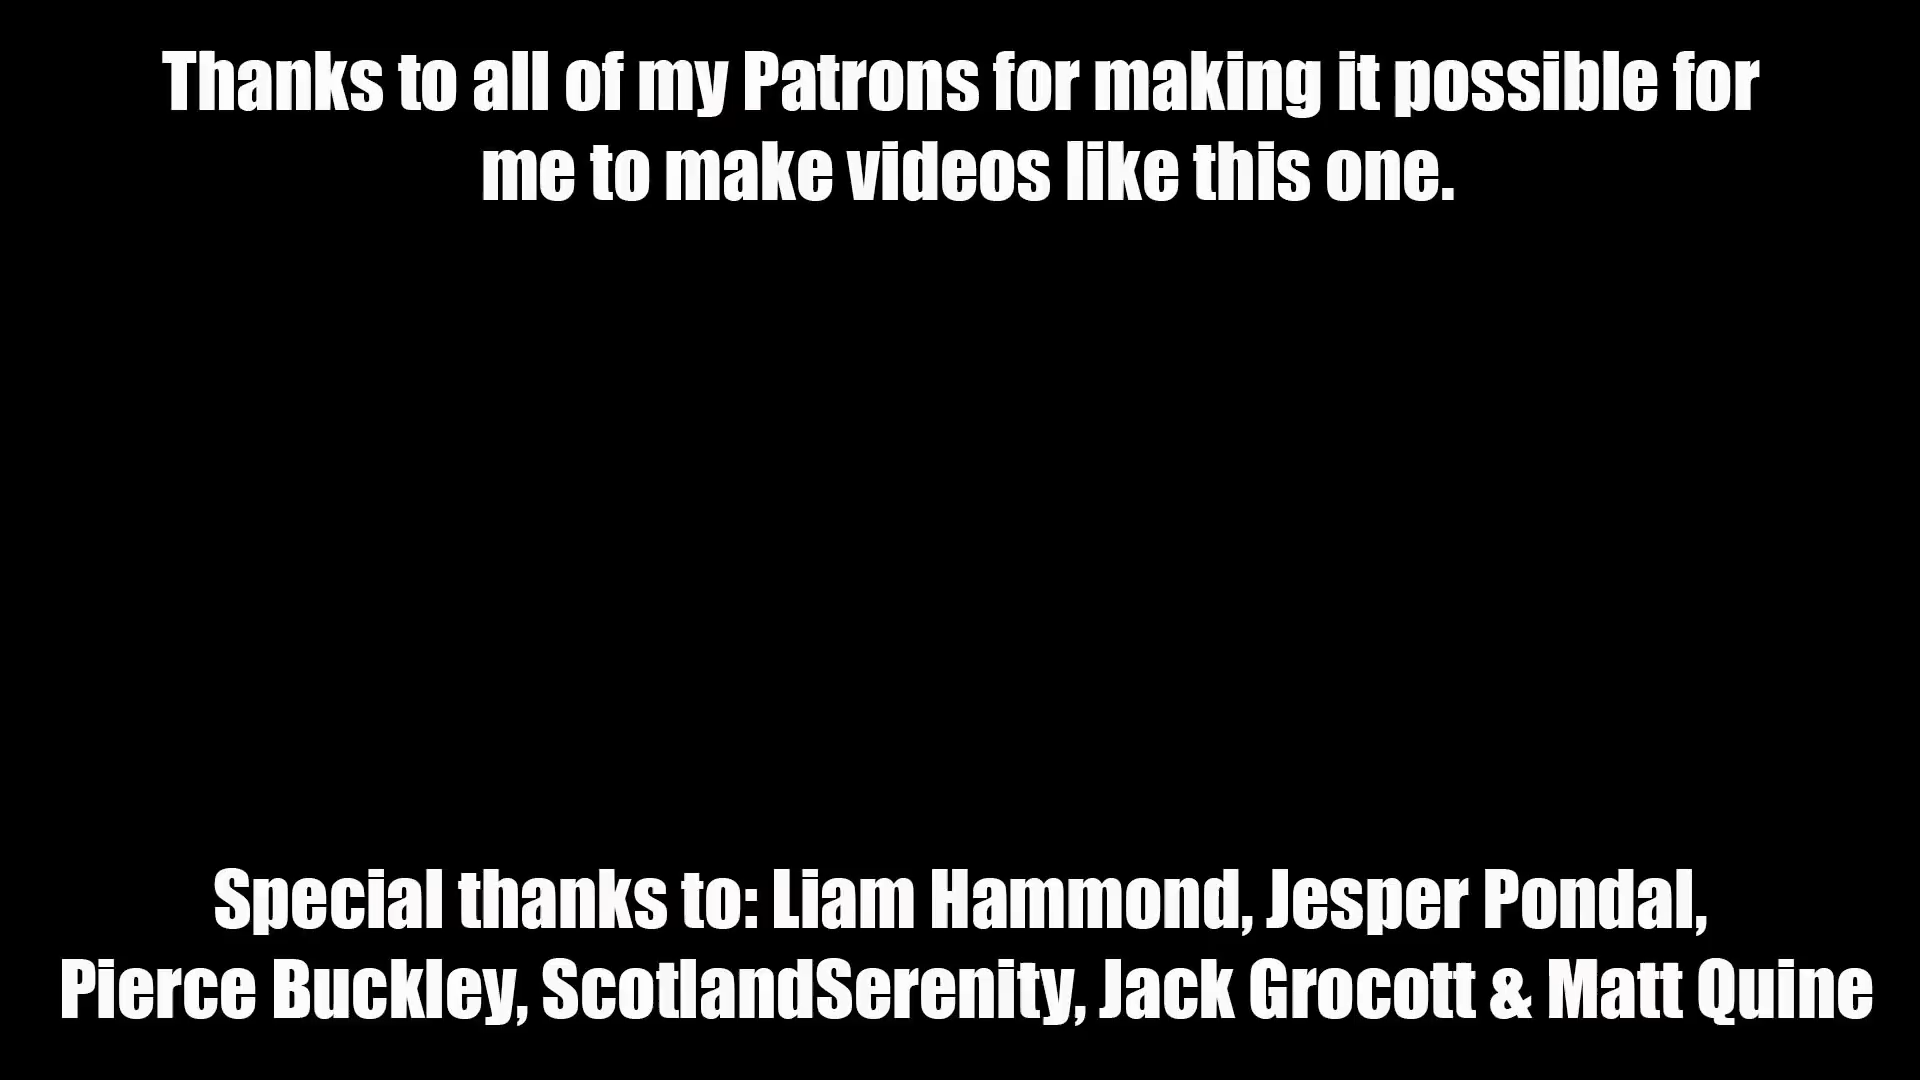 Thanks to all of my Patrons for making it possible for
me to make videos like this one.
Special thanks to: Liam Hammond, Jesper Pondal,
Pierce Buckley, ScotlandSerenity, Jack Grocott & Matt Quine